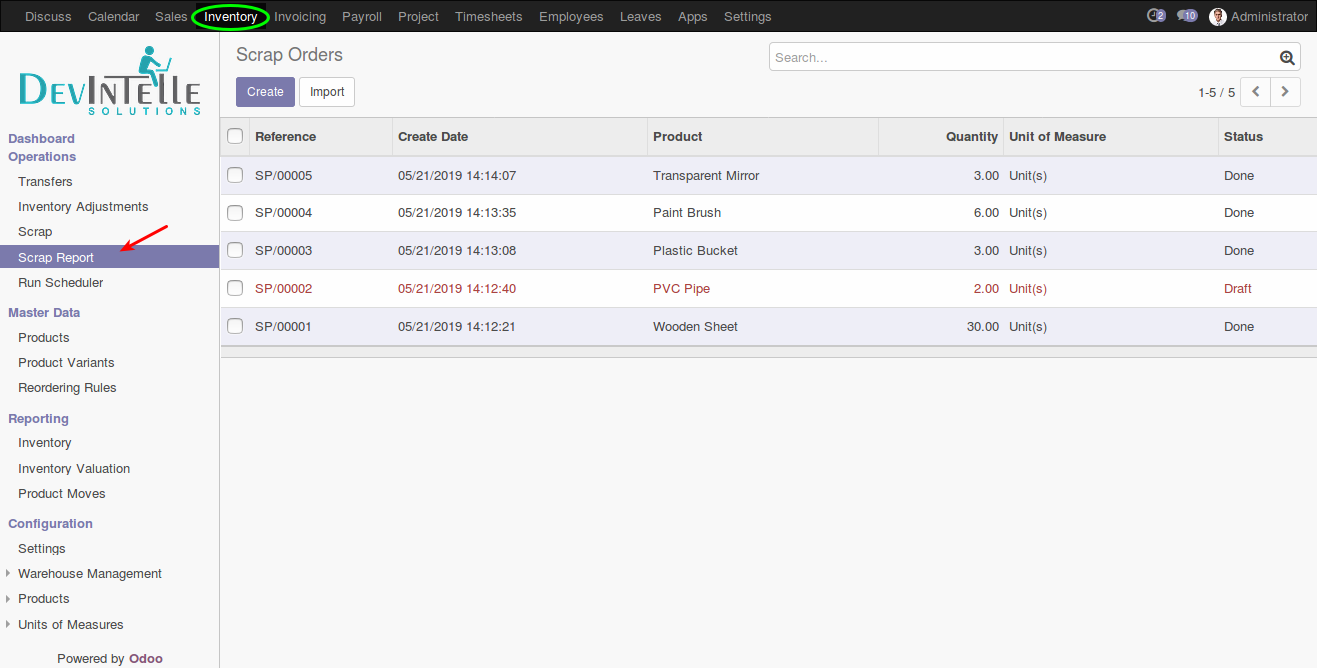 Discuss Calendar Sales Inventory Invoicing Payroll Project Timesheets Employees Leaves Apps Settings 2 10 Administrator
DEVINTELLE
SOLUTIONS
Dashboard
Operations
Transfers
Inventory Adjustments
Scrap
Scrap Report
Run Scheduler
Master Data
Products
Product Variants
Reordering Rules
Reporting
Inventory
Inventory Valuation
Product Moves
Configuration
Settings
Warehouse Management
Products
Units of Measures
Powered by Odoo
Scrap Orders
Search...
Create Import
1-5 / 5
Reference Create Date Product Quantity Unit of Measure Status
SP/00005 05/21/2019 14:14:07 Transparent Mirror 3.00 Unit(s) Done
SP/00004 05/21/2019 14:13:35 Paint Brush 6.00 Unit(s) Done
SP/00003 05/21/2019 14:13:08 Plastic Bucket 3.00 Unit(s) Done
SP/00002 05/21/2019 14:12:40 PVC Pipe 2.00 Unit(s) Draft
SP/00001 05/21/2019 14:12:21 Wooden Sheet 30.00 Unit(s) Done